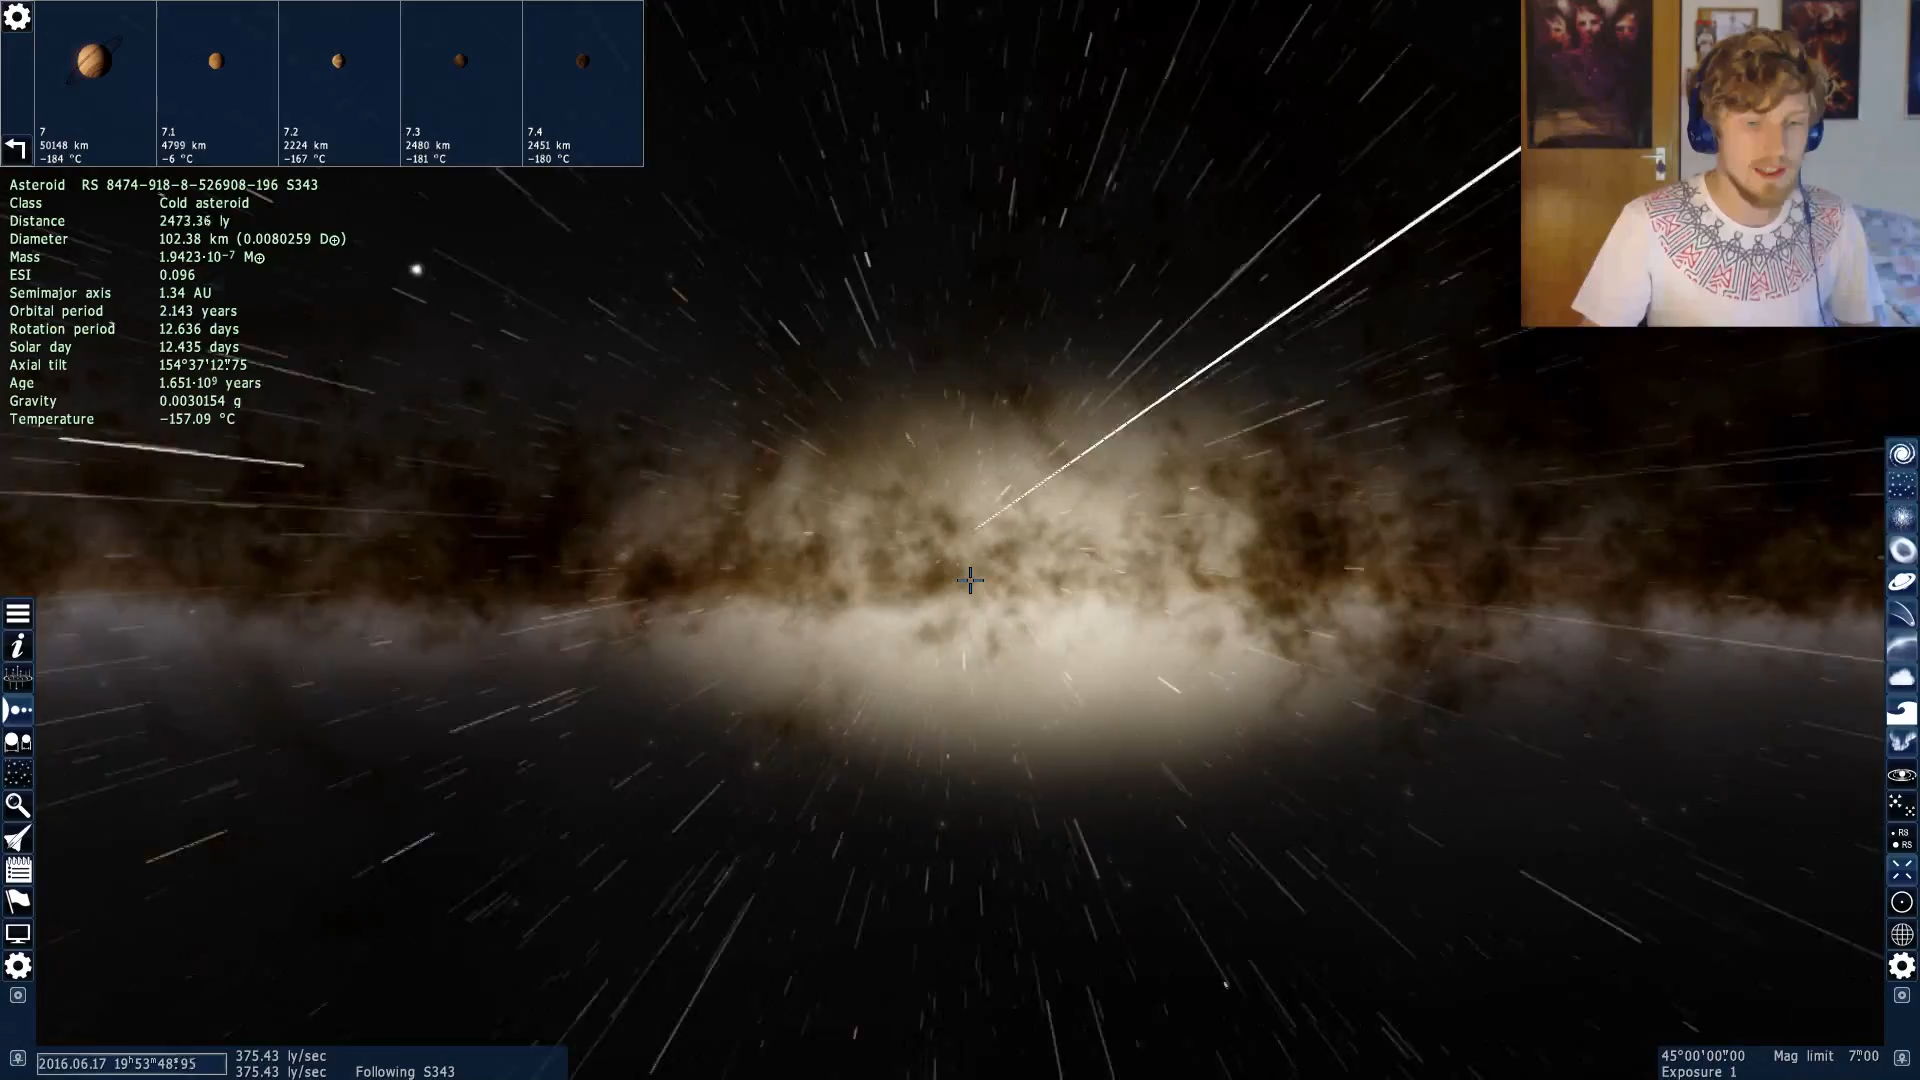 7
50148 km
-184 °C
7.1
4799 km
-6 °C
7.2
2224 km
-167 °C
7.3
2480 km
-181 °C
7.4
2451 km
-180 °C
Asteroid RS 8474-918-8-526908-196 S343
Class Cold asteroid
Distance 2473.36 ly
Diameter 102.38 km (0.0080259 D⊕)
Mass 1.9423·10⁻⁷ M⊕
ESI 0.096
Semimajor axis 1.34 AU
Orbital period 2.143 years
Rotation period 12.636 days
Solar day 12.435 days
Axial tilt 154°37'12"75
Age 1.651·10⁹ years
Gravity 0.0030154 g
Temperature -157.09 °C
RS
RS
2016.06.17 19ʰ53ᵐ48ˢ95
375.43 ly/sec
375.43 ly/sec Following S343
45°00'00"00 Mag limit 7ᵐ00
Exposure 1